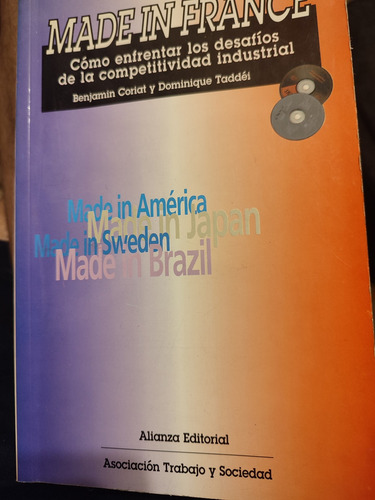 MADE IN FRANCE
Cómo enfrentar los desafíos
de la competitividad industrial
Benjamin Coriat y Dominique Taddéi
Made in América
Made in Japan
Made in Sweden
Made in Brazil
Alianza Editorial
Asociación Trabajo y Sociedad